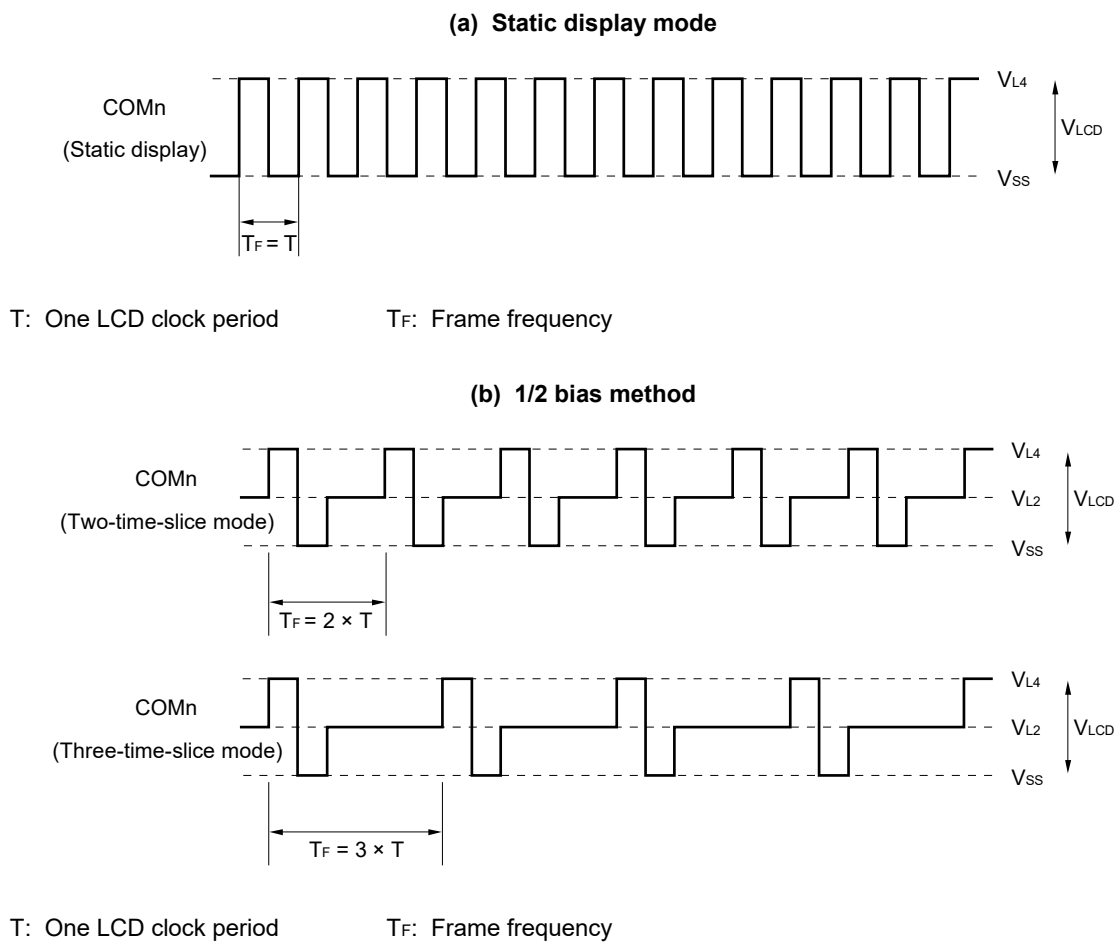 (a) Static display mode
COMn
(Static display)
VL4
VLCD
VSS
TF = T
T: One LCD clock period TF: Frame frequency
(b) 1/2 bias method
COMn
(Two-time-slice mode)
VL4
VL2
VLCD
VSS
TF = 2 × T
COMn
(Three-time-slice mode)
VL4
VL2
VLCD
VSS
TF = 3 × T
T: One LCD clock period TF: Frame frequency